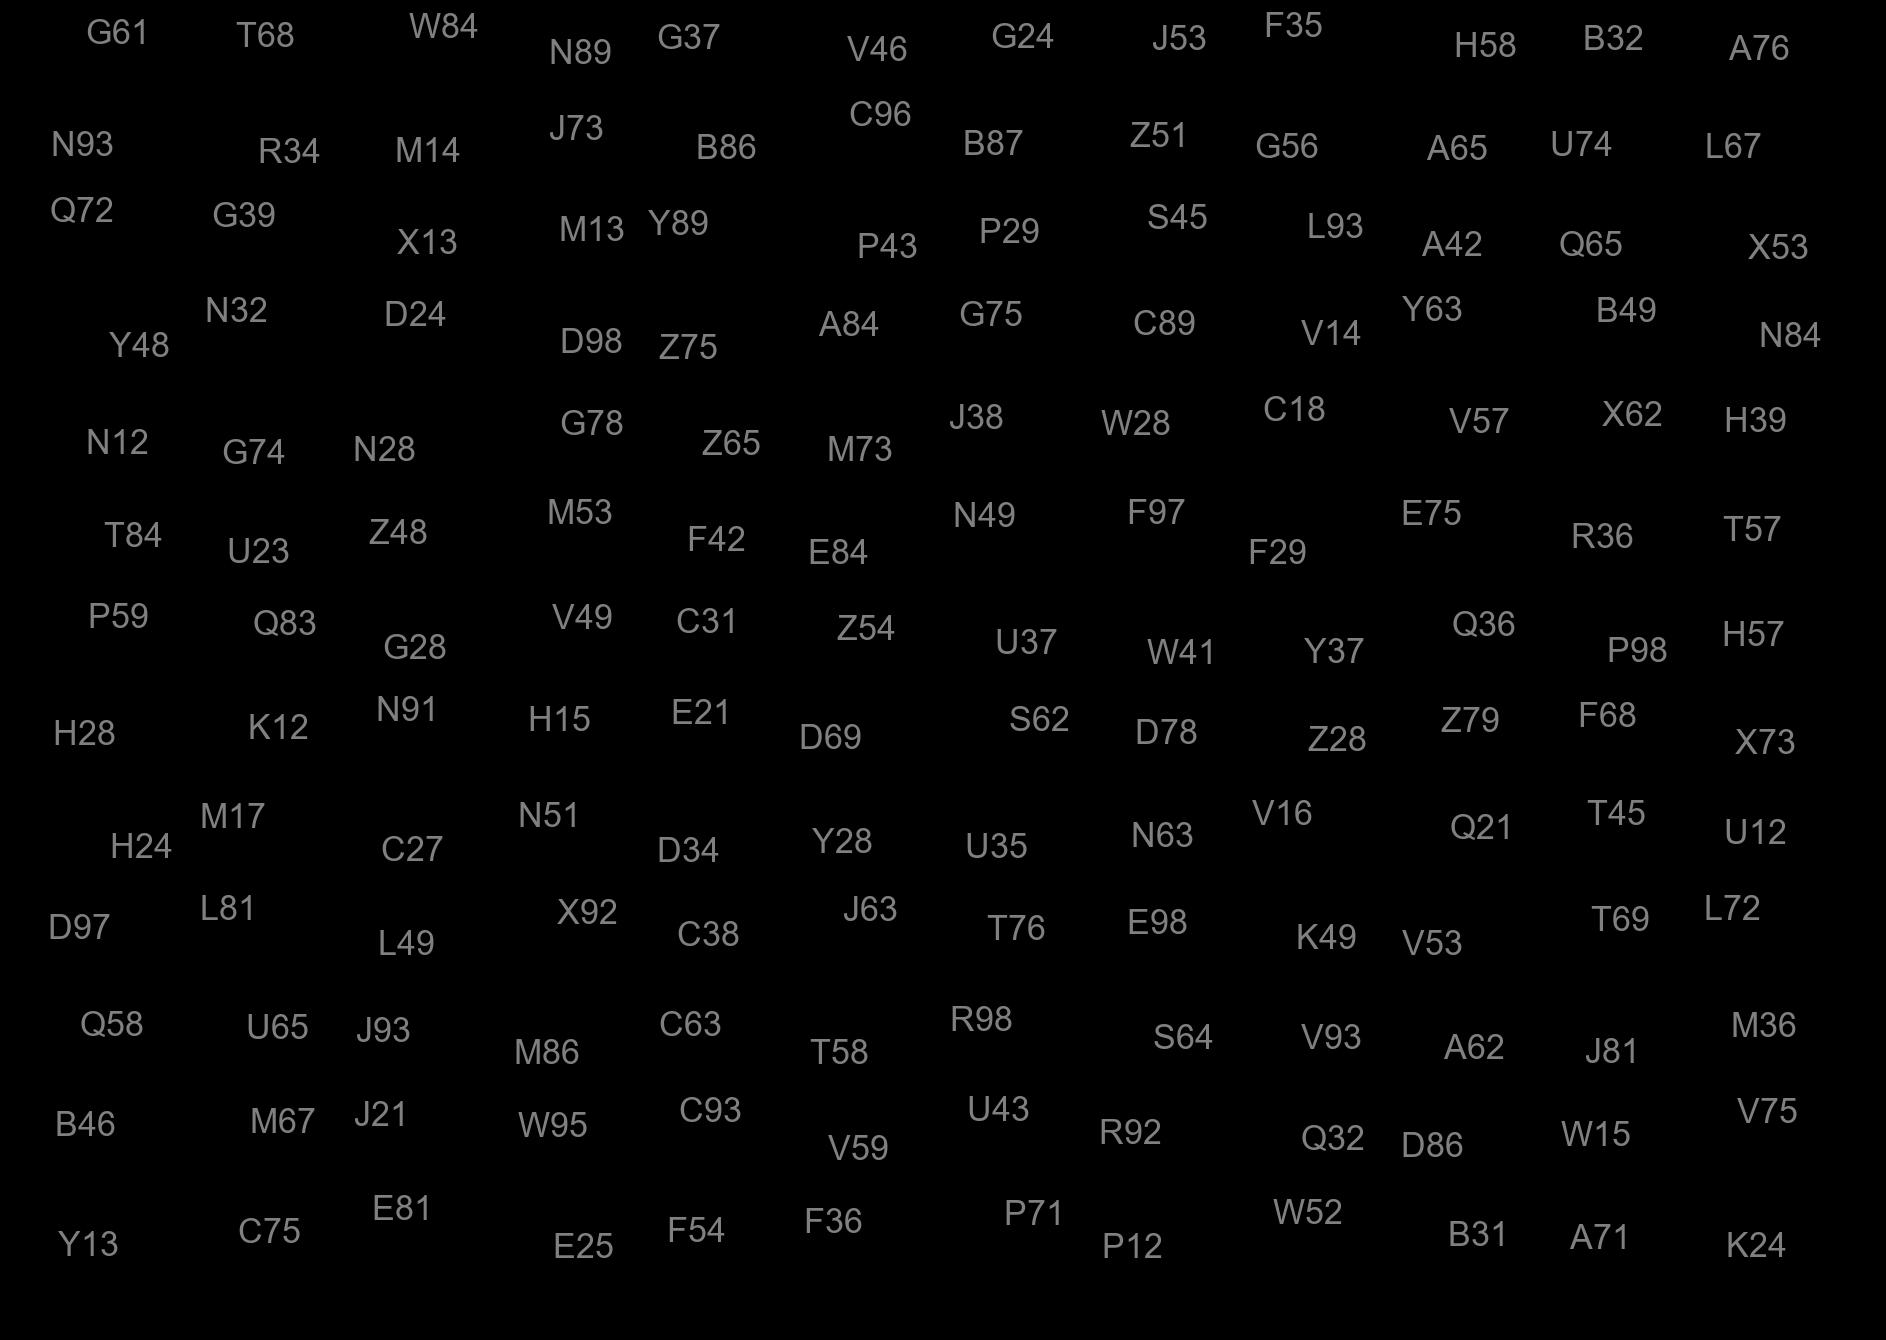 G61 T68 W84 N89 G37 V46 G24 J53 F35 H58 B32 A76
N93 R34 M14 J73 B86 C96 B87 Z51 G56 A65 U74 L67
Q72 G39 X13 M13 Y89 P43 P29 S45 L93 A42 Q65 X53
Y48 N32 D24 D98 Z75 A84 G75 C89 V14 Y63 B49 N84
N12 G74 N28 G78 Z65 M73 J38 W28 C18 V57 X62 H39
T84 U23 Z48 M53 F42 E84 N49 F97 F29 E75 R36 T57
P59 Q83 G28 V49 C31 Z54 U37 W41 Y37 Q36 P98 H57
H28 K12 N91 H15 E21 D69 S62 D78 Z28 Z79 F68 X73
H24 M17 C27 N51 D34 Y28 U35 N63 V16 Q21 T45 U12
D97 L81 L49 X92 C38 J63 T76 E98 K49 V53 T69 L72
Q58 U65 J93 M86 C63 T58 R98 S64 V93 A62 J81 M36
B46 M67 J21 W95 C93 V59 U43 R92 Q32 D86 W15 V75
Y13 C75 E81 E25 F54 F36 P71 P12 W52 B31 A71 K24